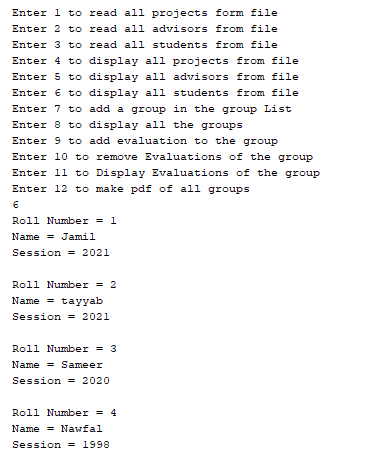 Enter 1 to read all projects form file
Enter 2 to read all advisors from file
Enter 3 to read all students from file
Enter 4 to display all projects from file
Enter 5 to display all advisors from file
Enter 6 to display all students from file
Enter 7 to add a group in the group List
Enter 8 to display all the groups
Enter 9 to add evaluation to the group
Enter 10 to remove Evaluations of the group
Enter 11 to Display Evaluations of the group
Enter 12 to make pdf of all groups
6
Roll Number = 1
Name = Jamil
Session = 2021
Roll Number = 2
Name = tayyab
Session = 2021
Roll Number = 3
Name = Sameer
Session = 2020
Roll Number = 4
Name = Nawfal
Session = 1998